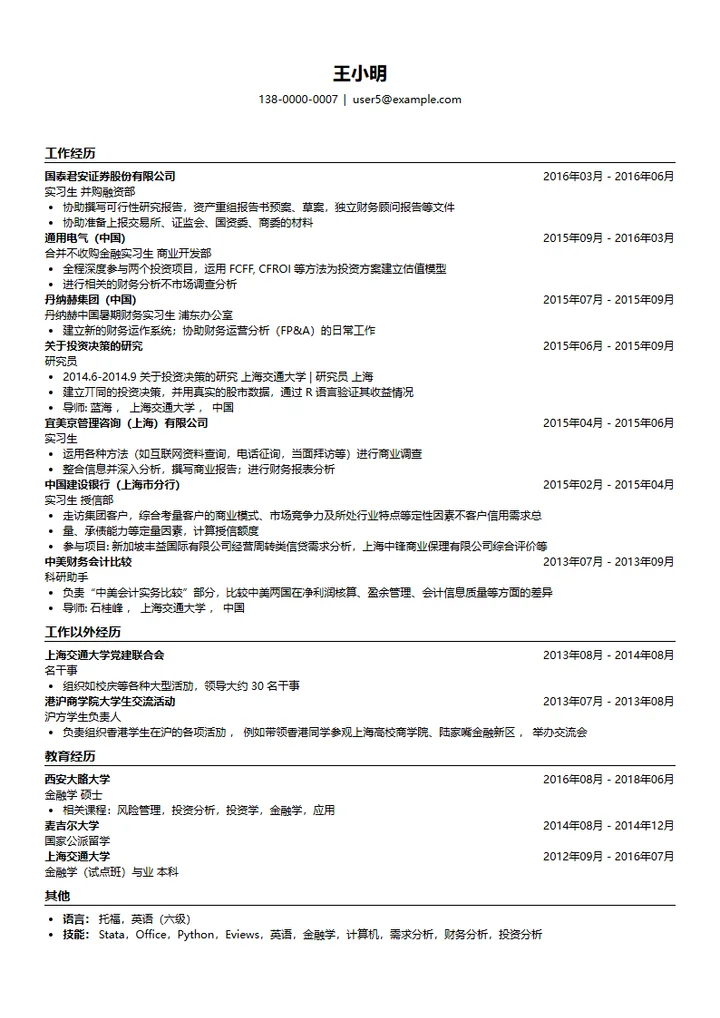 王小明
138-0000-0007 | user5@example.com
工作经历
国泰君安证券股份有限公司 2016年03月 - 2016年06月
实习生 并购融资部
• 协助撰写可行性研究报告，资产重组报告书预案、草案，独立财务顾问报告等文件
• 协助准备上报交易所、证监会、国资委、商委的材料
通用电气（中国） 2015年09月 - 2016年03月
合并不收购金融实习生 商业开发部
• 全程深度参与两个投资项目，运用 FCFF, CFROI 等方法为投资方案建立估值模型
• 进行相关的财务分析不市场调查分析
丹纳赫集团（中国） 2015年07月 - 2015年09月
丹纳赫中国暑期财务实习生 浦东办公室
• 建立新的财务运作系统；协助财务运营分析（FP&A）的日常工作
关于投资决策的研究 2015年06月 - 2015年09月
研究员
• 2014.6-2014.9 关于投资决策的研究 上海交通大学 | 研究员 上海
• 建立丌同的投资决策，并用真实的股市数据，通过 R 语言验证其收益情况
• 导师: 蓝海 ， 上海交通大学 ， 中国
宜美京管理咨询（上海）有限公司 2015年04月 - 2015年06月
实习生
• 运用各种方法（如互联网资料查询，电话征询，当面拜访等）进行商业调查
• 整合信息并深入分析，撰写商业报告；进行财务报表分析
中国建设银行（上海市分行） 2015年02月 - 2015年04月
实习生 授信部
• 走访集团客户，综合考量客户的商业模式、市场竞争力及所处行业特点等定性因素不客户信用需求总
• 量、承债能力等定量因素，计算授信额度
• 参与项目: 新加坡丰益国际有限公司经营周转类信贷需求分析，上海中锋商业保理有限公司综合评价等
中美财务会计比较 2013年07月 - 2013年09月
科研助手
• 负责“中美会计实务比较”部分，比较中美两国在净利润核算、盈余管理、会计信息质量等方面的差异
• 导师: 石桂峰 ， 上海交通大学 ， 中国
工作以外经历
上海交通大学党建联合会 2013年08月 - 2014年08月
名干事
• 组织如校庆等各种大型活动，领导大约 30 名干事
港沪商学院大学生交流活动 2013年07月 - 2013年08月
沪方学生负责人
• 负责组织香港学生在沪的各项活动 ， 例如带领香港同学参观上海高校商学院、陆家嘴金融新区 ， 举办交流会
教育经历
西安大略大学 2016年08月 - 2018年06月
金融学 硕士
• 相关课程：风险管理，投资分析，投资学，金融学，应用
麦吉尔大学 2014年08月 - 2014年12月
国家公派留学
上海交通大学 2012年09月 - 2016年07月
金融学（试点班）与业 本科
其他
• 语言： 托福，英语（六级）
• 技能： Stata，Office，Python，Eviews，英语，金融学，计算机，需求分析，财务分析，投资分析